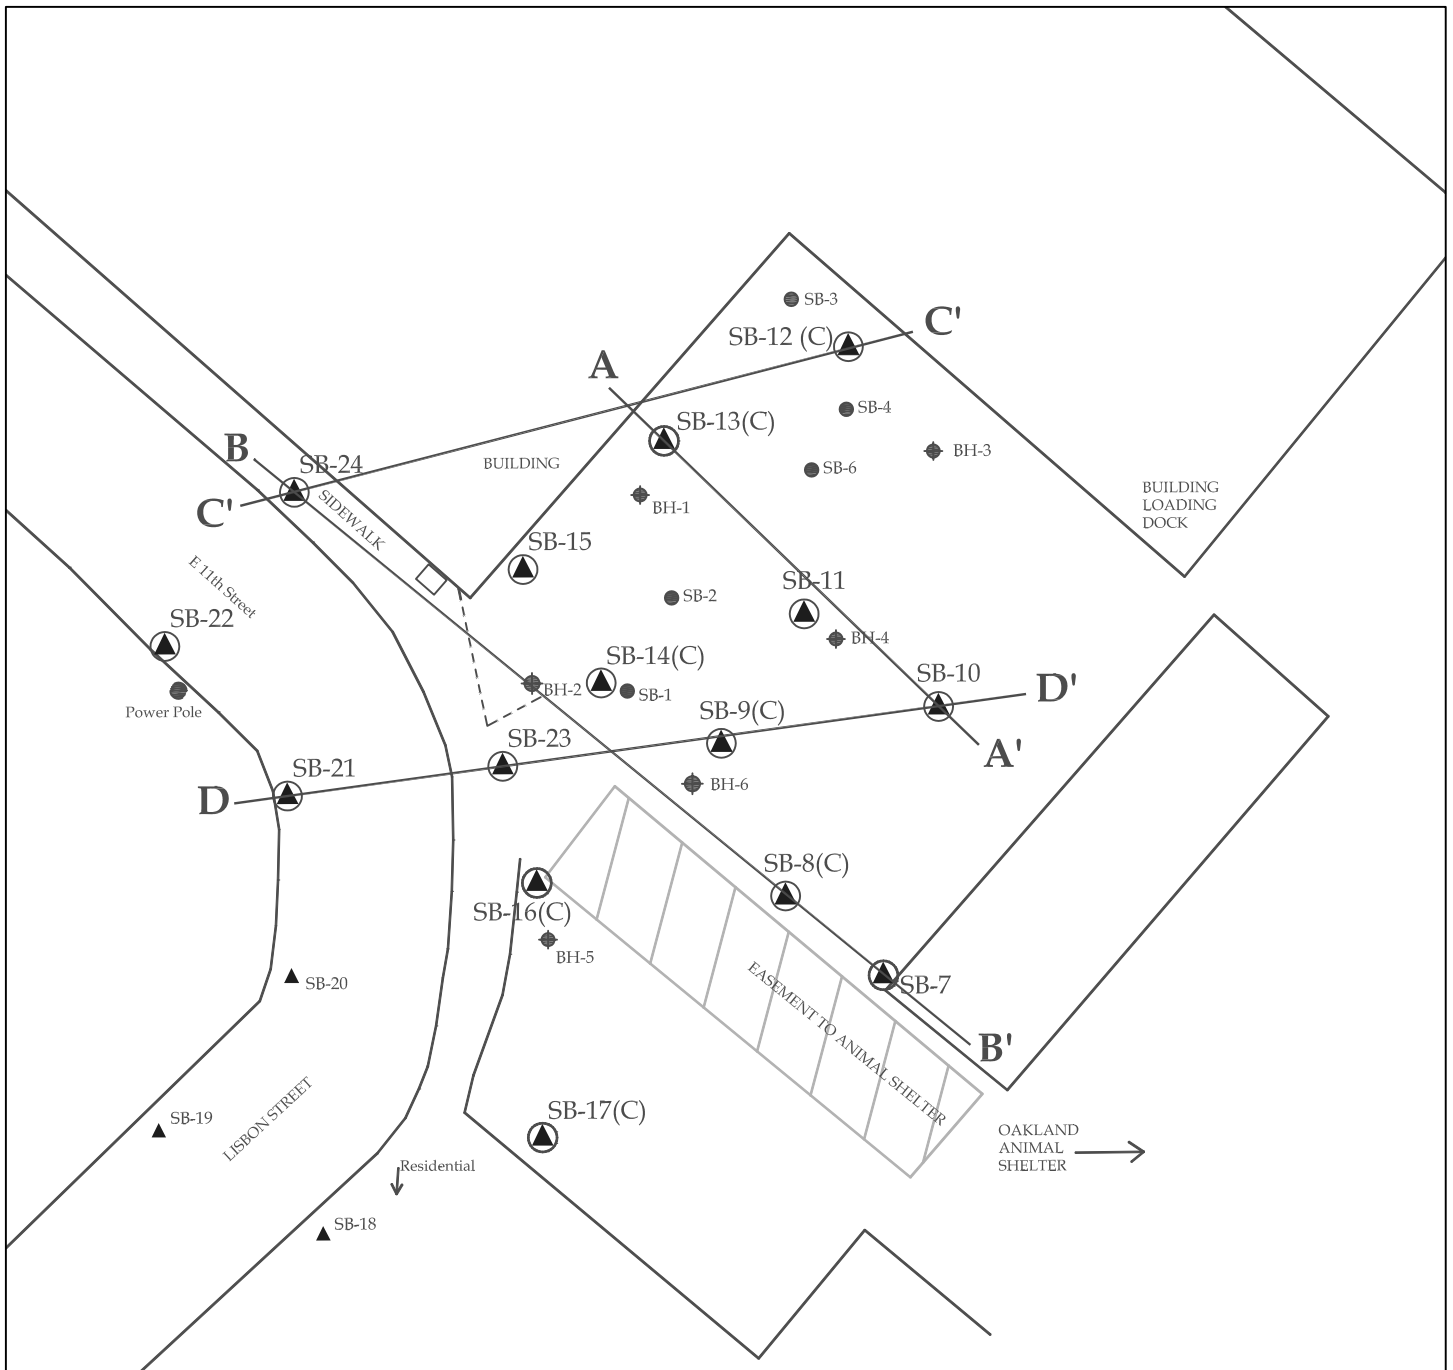 SB-3
C'
SB-12 (C)
A
SB-4
SB-13(C)
B
BH-3
SB-24
BUILDING
SB-6
C'
SIDEWALK
BH-1
BUILDING
LOADING
DOCK
SB-15
E 11th Street
SB-11
SB-2
SB-22
BH-4
SB-14(C)
SB-10
BH-2
SB-1
D'
Power Pole
SB-9(C)
SB-23
A'
SB-21
D
BH-6
SB-8(C)
SB-16(C)
BH-5
SB-20
SB-7
EASEMENT TO ANIMAL SHELTER
B'
SB-19
LISBON STREET
SB-17(C)
OAKLAND
ANIMAL
SHELTER
Residential
SB-18